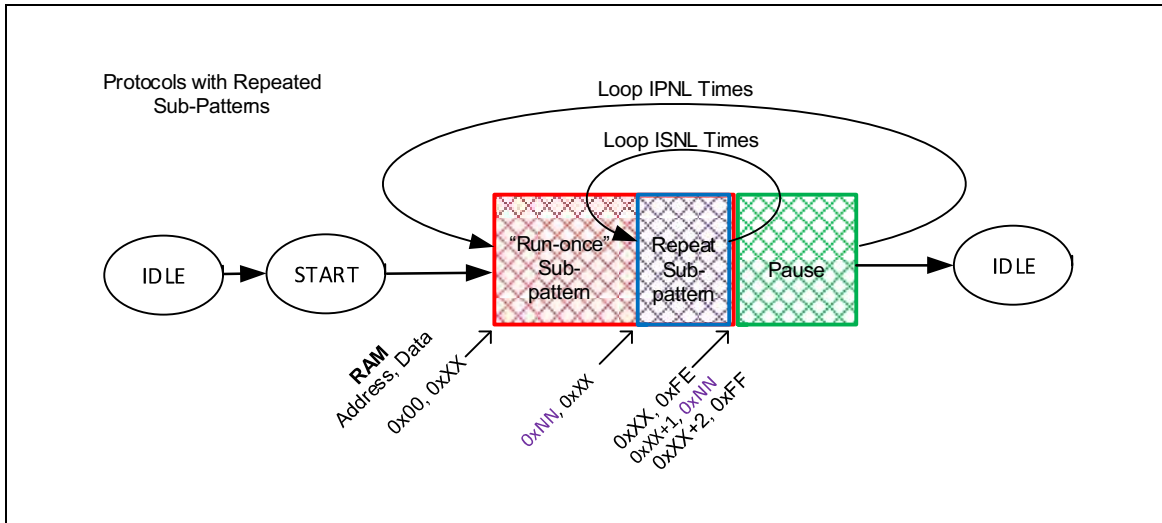 Protocols with Repeated
Sub-Patterns
Loop IPNL Times
Loop ISNL Times
IDLE
START
“Run-once”
Sub-
pattern
Repeat
Sub-
pattern
Pause
IDLE
RAM
Address, Data
0x00, 0xXX
0xNN, 0xXX
0xXX, 0xFE
0xXX+1, 0xNN
0xXX+2, 0xFF